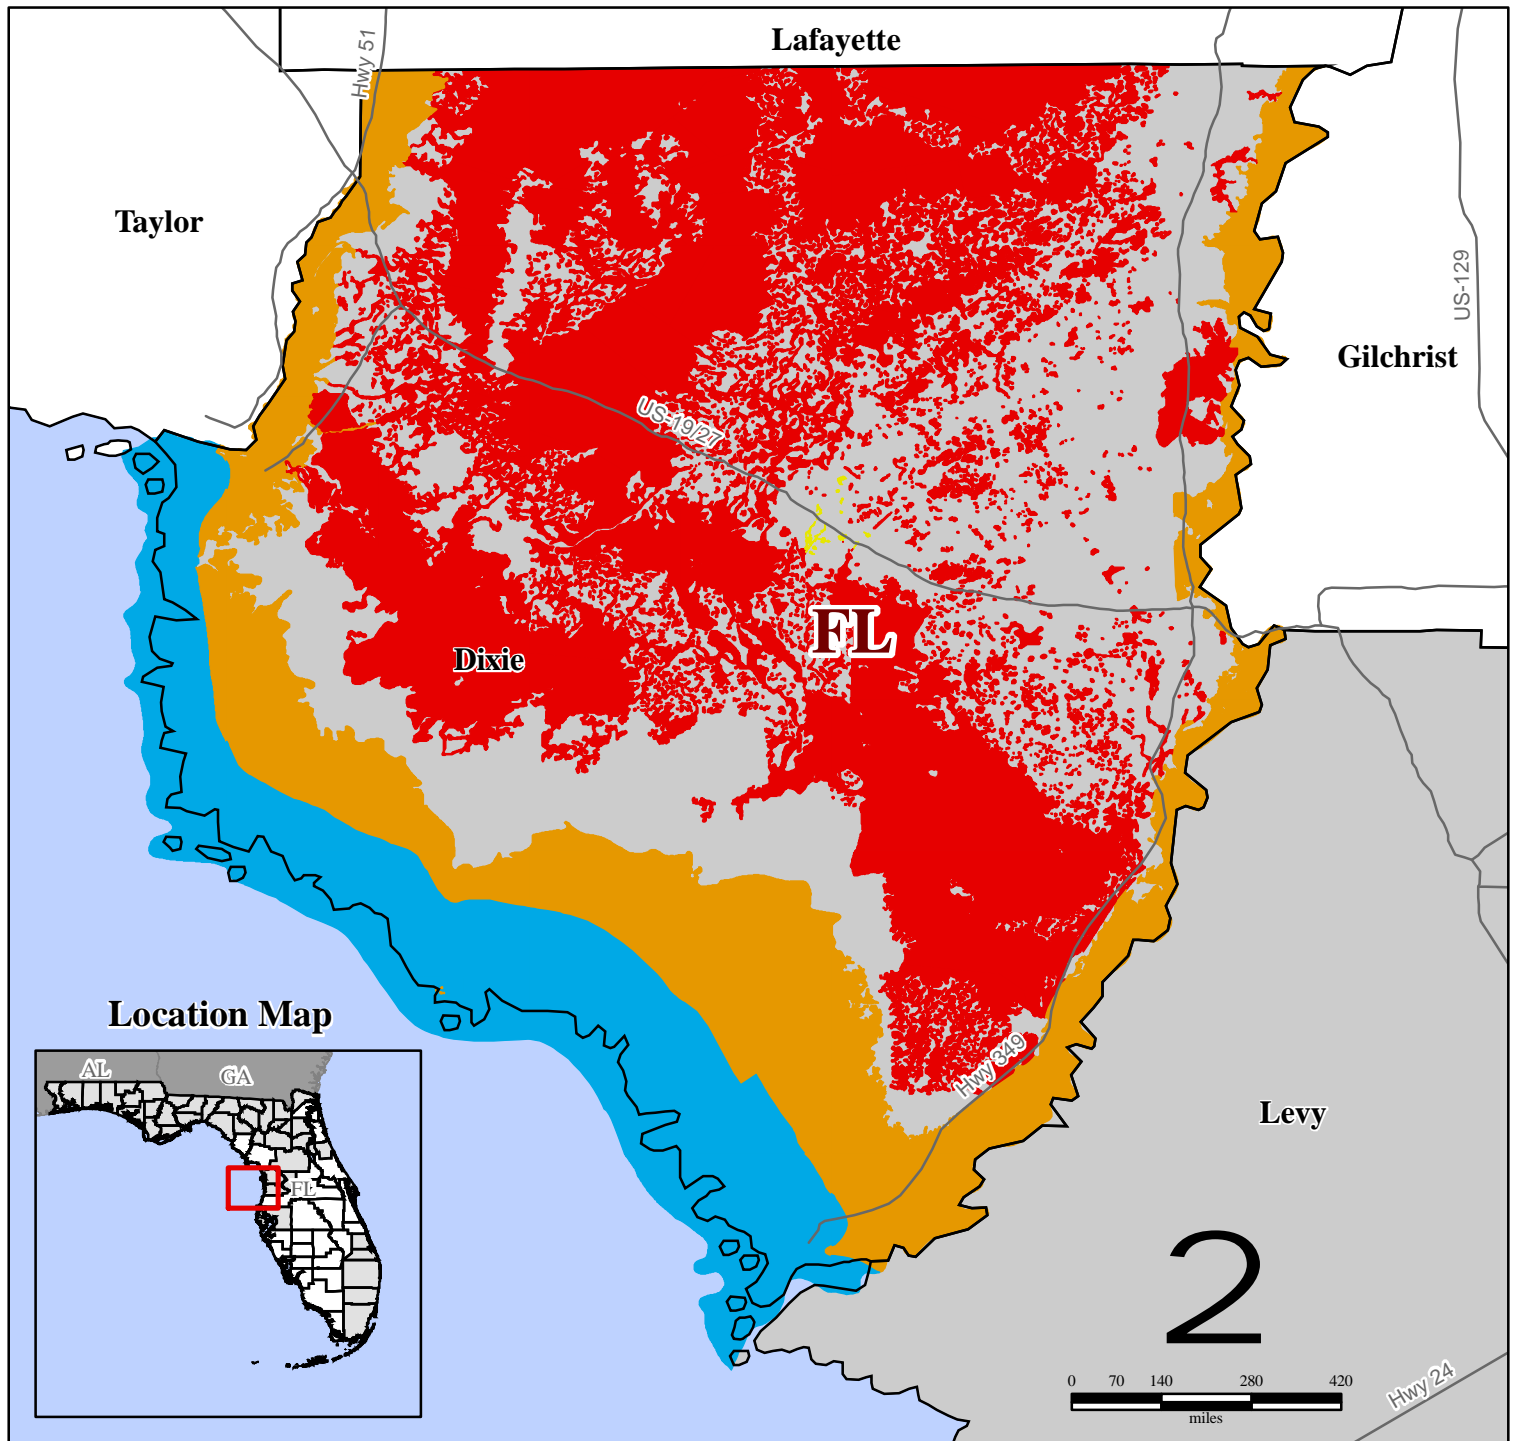 Lafayette
Hwy 51
Taylor
US-129
Gilchrist
US-19/27
FL
Dixie
Location Map
AL
GA
FL
Hwy 349
Levy
2
0 70 140 280 420
miles
Hwy 24